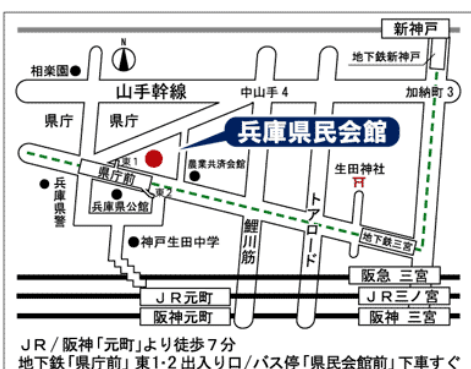 新神戸
N
地下鉄新神戸
相楽園
山手幹線
中山手4
加納町3
県庁
県庁
兵庫県民会館
東1
農業共済会館
生田神社
県庁前
東2
兵庫県警
兵庫県公館
トアロード
鯉川筋
地下鉄三宮
神戸生田中学
阪急 三宮
JR元町
JR三ノ宮
阪神元町
阪神 三宮
JR/阪神「元町」より徒歩7分
地下鉄「県庁前」東1・2出入り口/バス停「県民会館前」下車すぐ